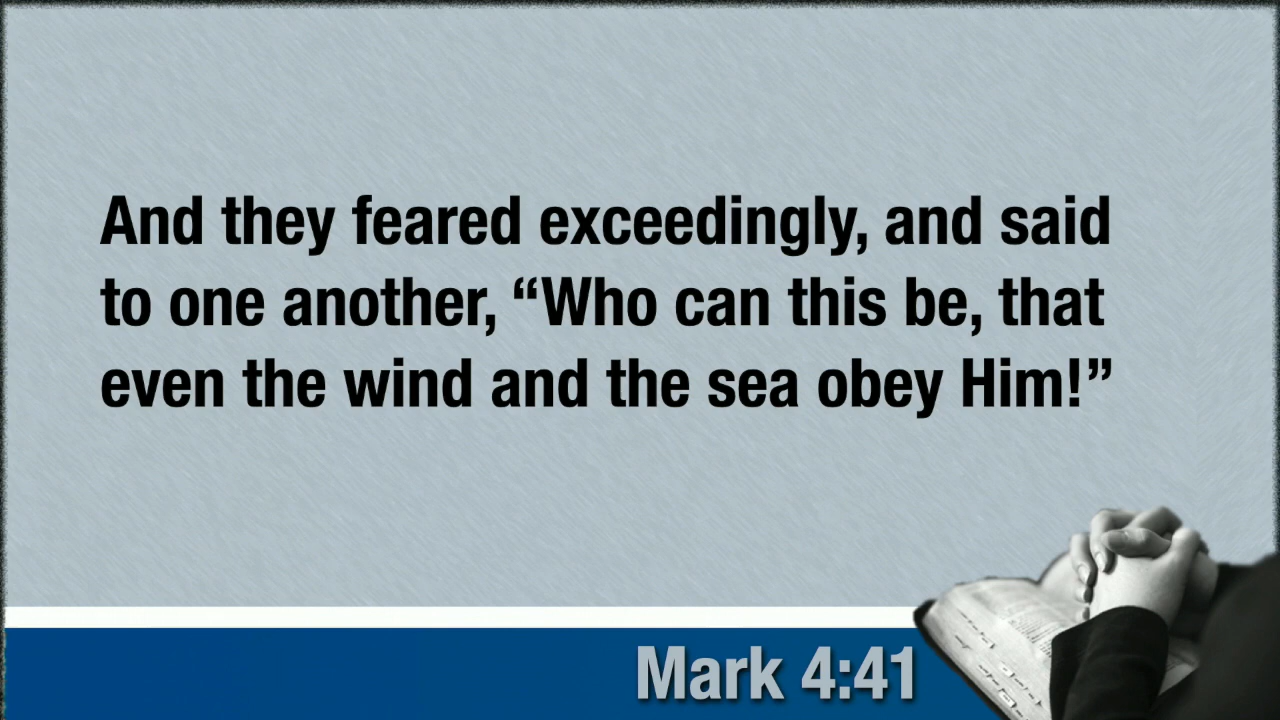 And they feared exceedingly, and said
to one another, “Who can this be, that
even the wind and the sea obey Him!”
Mark 4:41